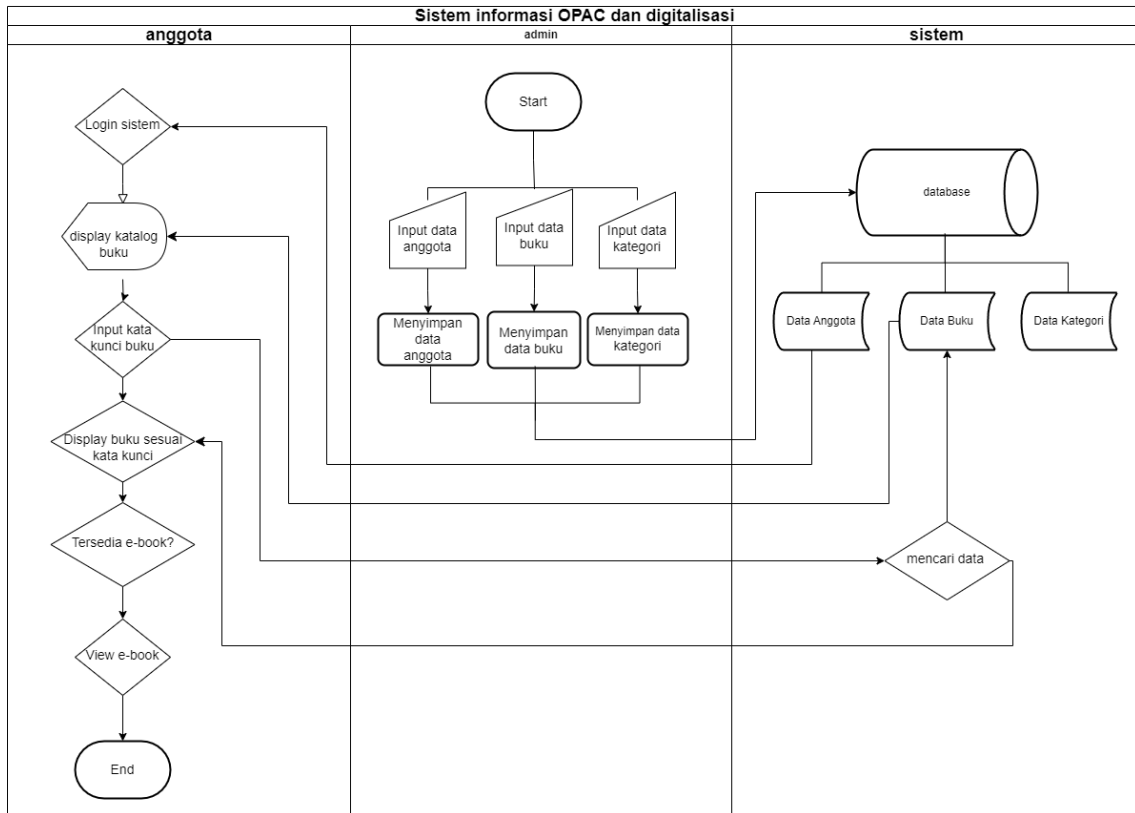 Sistem informasi OPAC dan digitalisasi
anggota
admin
sistem
Login sistem
display katalog
buku
Input kata
kunci buku
Display buku sesuai
kata kunci
Tersedia e-book?
View e-book
End
Start
Input data
anggota
Input data
buku
Input data
kategori
Menyimpan
data
anggota
Menyimpan
data buku
Menyimpan data
kategori
database
Data Anggota
Data Buku
Data Kategori
mencari data